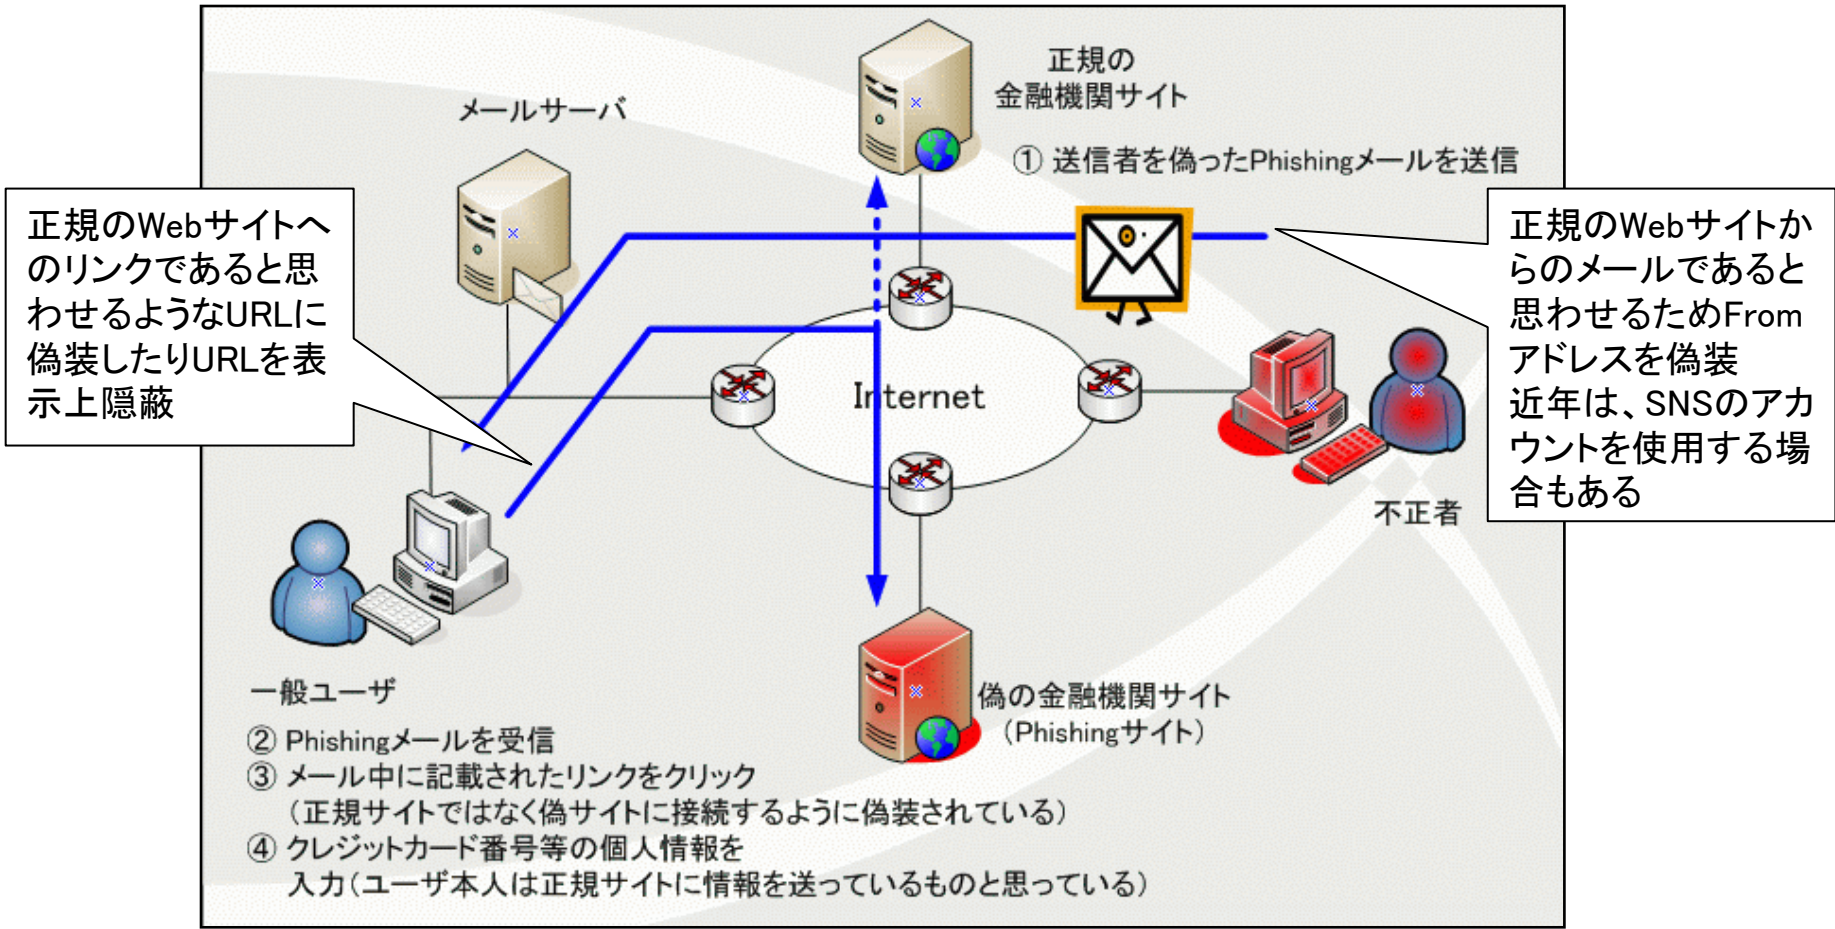 正規の
金融機関サイト
メールサーバ
① 送信者を偽ったPhishingメールを送信
正規のWebサイトへ
のリンクであると思
わせるようなURLに
偽装したりURLを表
示上隠蔽
正規のWebサイトか
らのメールであると
思わせるためFrom
アドレスを偽装
近年は、SNSのアカ
ウントを使用する場
合もある
Internet
不正者
一般ユーザ
偽の金融機関サイト
（Phishingサイト）
② Phishingメールを受信
③ メール中に記載されたリンクをクリック
（正規サイトではなく偽サイトに接続するように偽装されている）
④ クレジットカード番号等の個人情報を
入力（ユーザ本人は正規サイトに情報を送っているものと思っている）